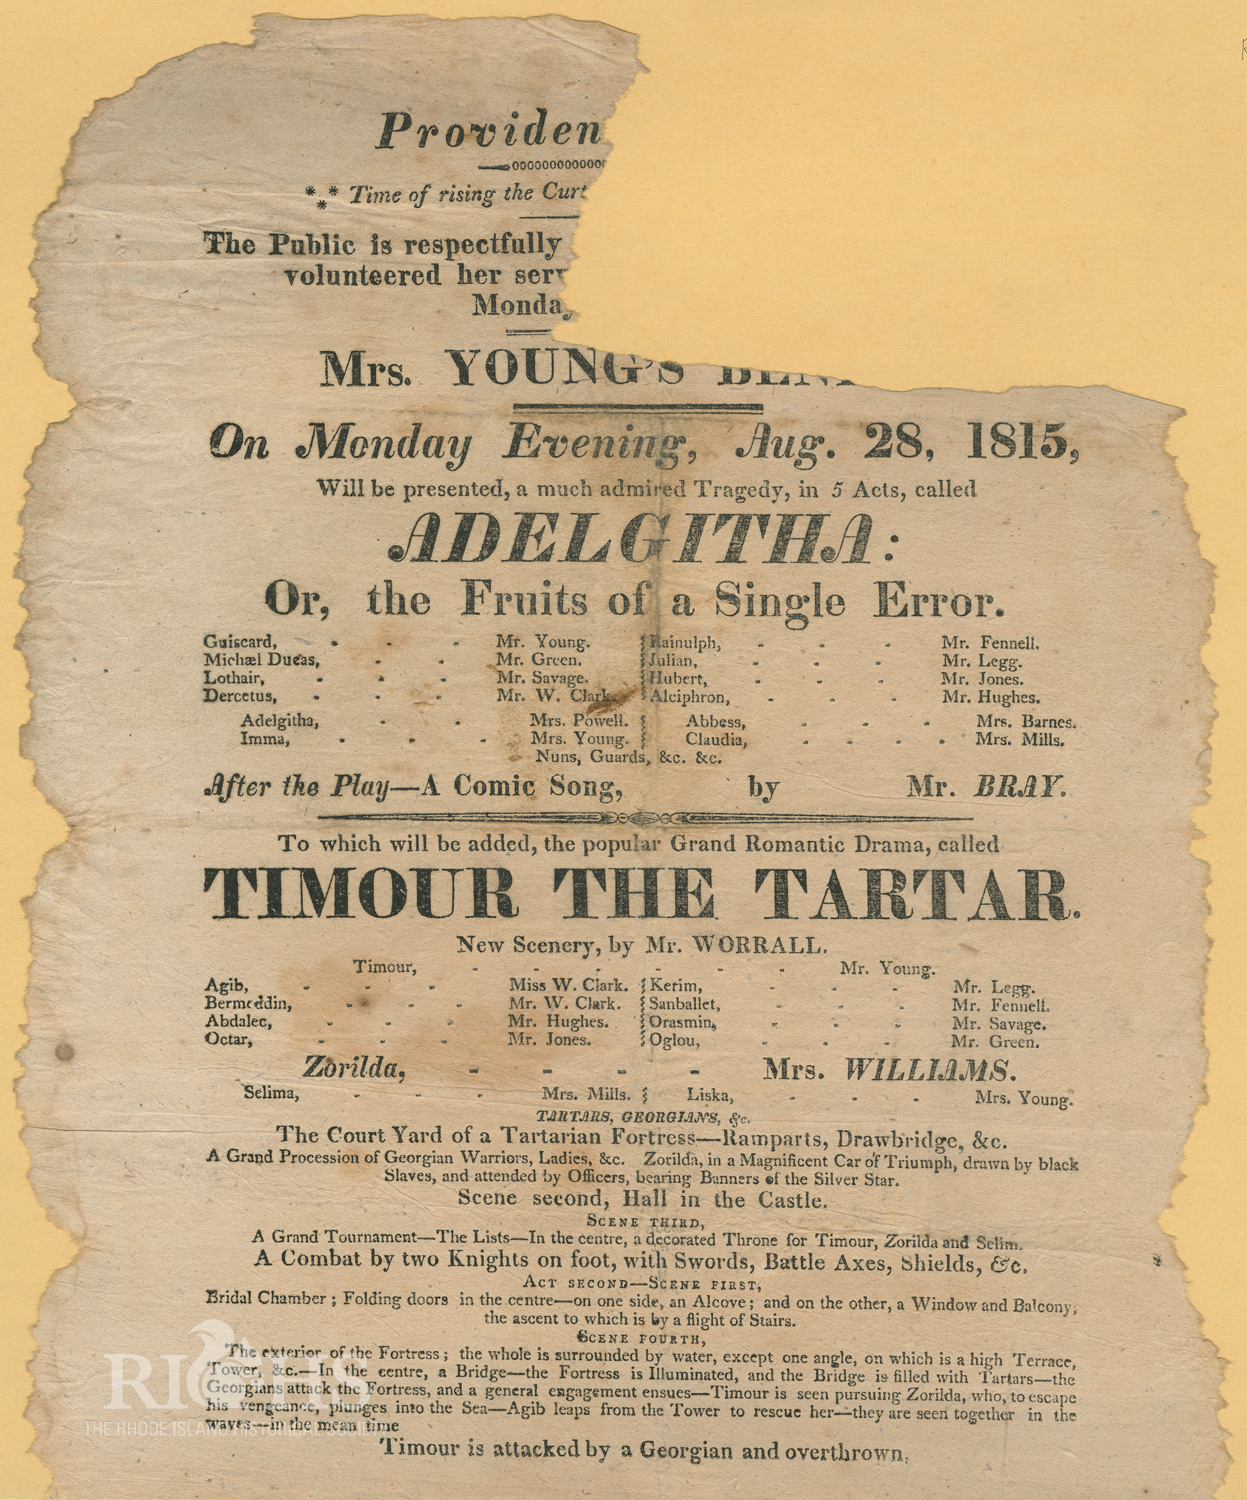 Providen
*** Time of rising the Curt
The Public is respectfully
volunteered her serv
Monday
Mrs. YOUNG'S BENE
On Monday Evening, Aug. 28, 1815,
Will be presented, a much admired Tragedy, in 5 Acts, called
ADELGITHA:
Or, the Fruits of a Single Error.
Guiscard, - - - Mr. Young. Rainulph, - - - Mr. Fennell.
Michæl Ducas, - - Mr. Green. Julian, - - - Mr. Legg.
Lothair, - - - Mr. Savage. Hubert, - - - Mr. Jones.
Dercetus, - - - Mr. W. Clark. Alciphron, - - - Mr. Hughes.
Adelgitha, - - Mrs. Powell. Abbess, - - - Mrs. Barnes.
Imma, - - - Mrs. Young. Claudia, - - - - Mrs. Mills.
Nuns, Guards, &c. &c.
After the Play—A Comic Song, by Mr. BRAY.
To which will be added, the popular Grand Romantic Drama, called
TIMOUR THE TARTAR.
New Scenery, by Mr. WORRALL.
Timour, - - - - - - Mr. Young.
Agib, - - - Miss W. Clark. Kerim, - - - Mr. Legg.
Bermeddin, - - Mr. W. Clark. Sanballet, - - - Mr. Fennell.
Abdalec, - - - Mr. Hughes. Orasmin, - - - Mr. Savage.
Octar, - - - Mr. Jones. Oglou, - - - Mr. Green.
Zorilda, - - - - Mrs. WILLIAMS.
Selima, - - - Mrs. Mills. Liska, - - - Mrs. Young.
TARTARS, GEORGIANS, &c.
The Court Yard of a Tartarian Fortress—Ramparts, Drawbridge, &c.
A Grand Procession of Georgian Warriors, Ladies, &c. Zorilda, in a Magnificent Car of Triumph, drawn by black
Slaves, and attended by Officers, bearing Banners of the Silver Star.
Scene second, Hall in the Castle.
SCENE THIRD,
A Grand Tournament—The Lists—In the centre, a decorated Throne for Timour, Zorilda and Selim.
A Combat by two Knights on foot, with Swords, Battle Axes, Shields, &c.
ACT SECOND—SCENE FIRST,
Bridal Chamber; Folding doors in the centre—on one side, an Alcove; and on the other, a Window and Balcony,
the ascent to which is by a flight of Stairs.
SCENE FOURTH,
The exterior of the Fortress; the whole is surrounded by water, except one angle, on which is a high Terrace,
Tower, &c.—In the centre, a Bridge—the Fortress is Illuminated, and the Bridge is filled with Tartars—the
Georgians attack the Fortress, and a general engagement ensues—Timour is seen pursuing Zorilda, who, to escape
his vengeance, plunges into the Sea—Agib leaps from the Tower to rescue her—they are seen together in the
waves—in the mean time
Timour is attacked by a Georgian and overthrown.
RIHS
THE RHODE ISLAND HISTORICAL SOCIETY